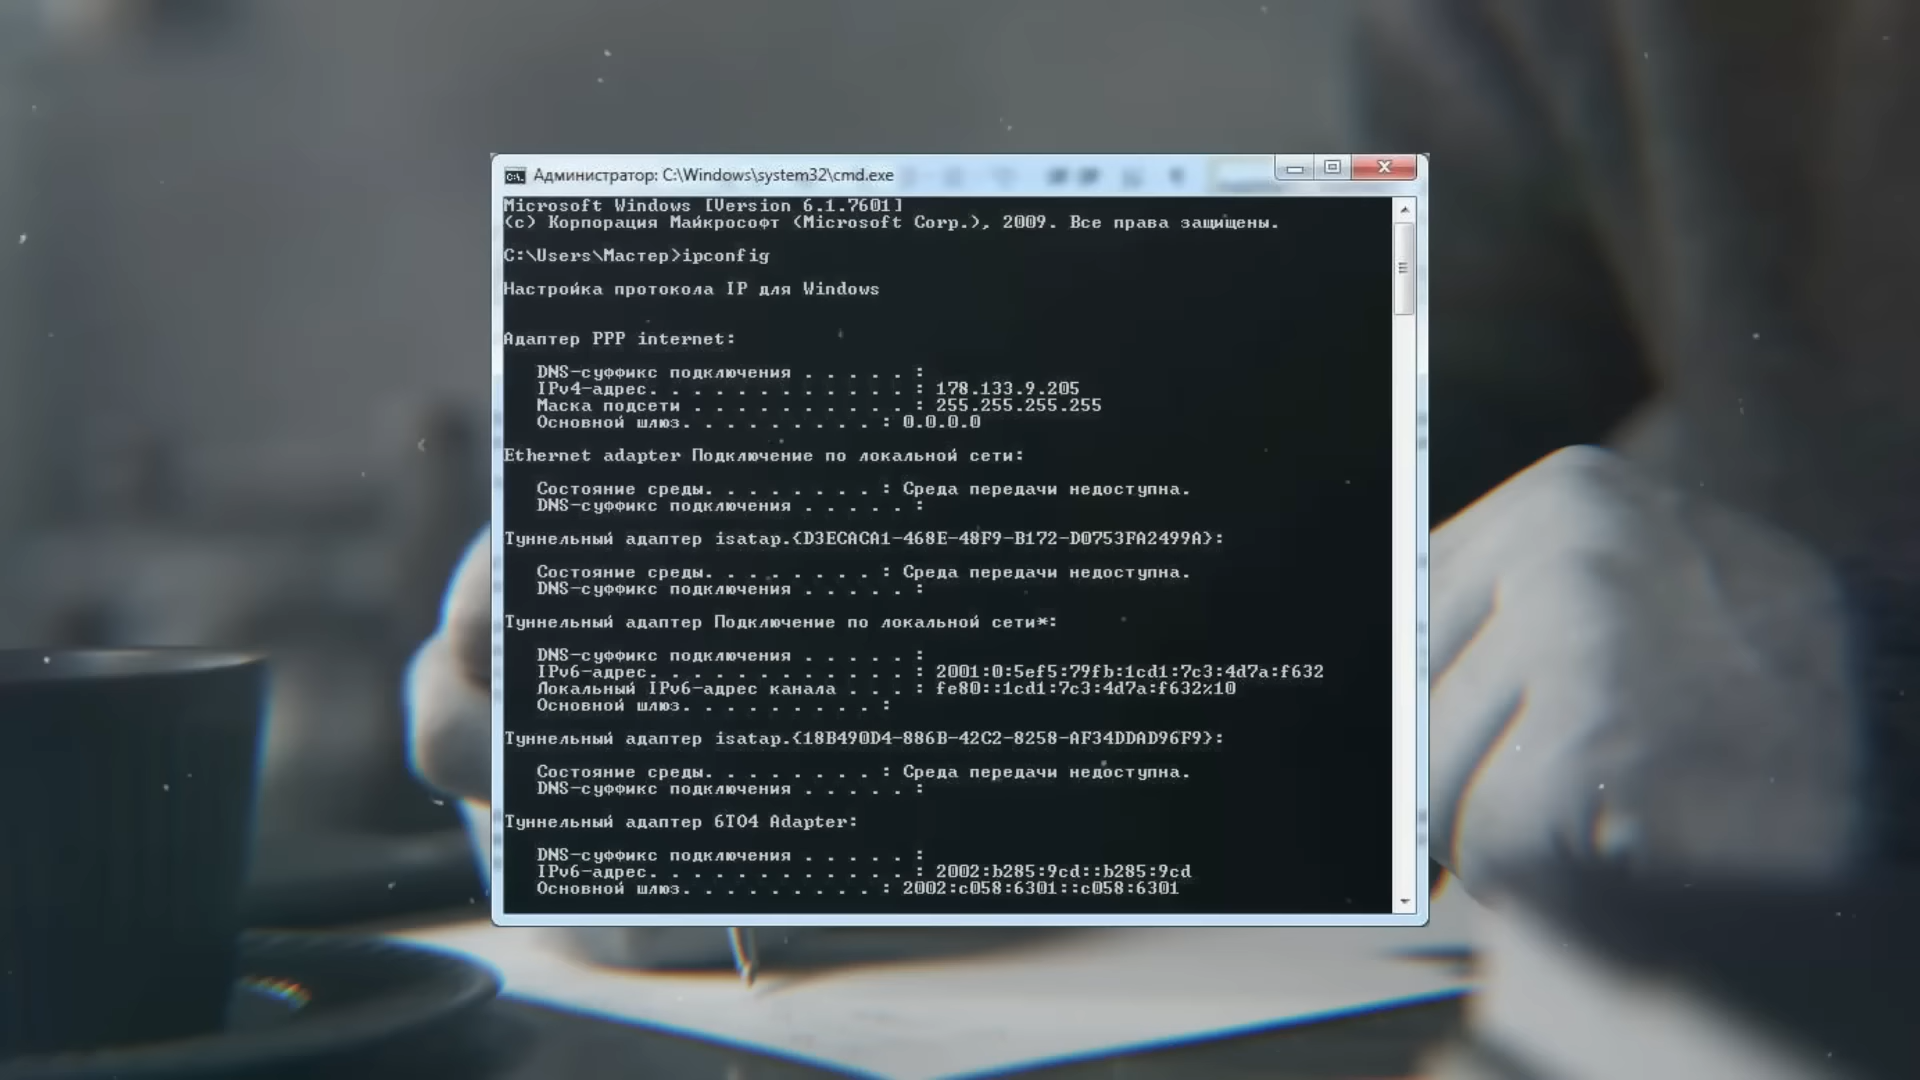 Администратор: C:\Windows\system32\cmd.exe
Microsoft Windows [Version 6.1.7601]
(c) Корпорация Майкрософт (Microsoft Corp.), 2009. Все права защищены.
C:\Users\Мастер>ipconfig
Настройка протокола IP для Windows
Адаптер PPP internet:
DNS-суффикс подключения . . . . . :
IPv4-адрес. . . . . . . . . . . . : 178.133.9.205
Маска подсети . . . . . . . . . . : 255.255.255.255
Основной шлюз. . . . . . . . . : 0.0.0.0
Ethernet adapter Подключение по локальной сети:
Состояние среды. . . . . . . . : Среда передачи недоступна.
DNS-суффикс подключения . . . . . :
Туннельный адаптер isatap.{D3ECACA1-468E-48F9-B172-D0753FA2499A}:
Состояние среды. . . . . . . . : Среда передачи недоступна.
DNS-суффикс подключения . . . . . :
Туннельный адаптер Подключение по локальной сети*:
DNS-суффикс подключения . . . . . :
IPv6-адрес. . . . . . . . . . . . : 2001:0:5ef5:79fb:1cd1:7c3:4d7a:f632
Локальный IPv6-адрес канала . . . : fe80::1cd1:7c3:4d7a:f632%10
Основной шлюз. . . . . . . . . :
Туннельный адаптер isatap.{18B490D4-886B-42C2-8258-AF34DDAD96F9}:
Состояние среды. . . . . . . . : Среда передачи недоступна.
DNS-суффикс подключения . . . . . :
Туннельный адаптер 6TO4 Adapter:
DNS-суффикс подключения . . . . . :
IPv6-адрес. . . . . . . . . . . . : 2002:b285:9cd::b285:9cd
Основной шлюз. . . . . . . . . : 2002:c058:6301::c058:6301